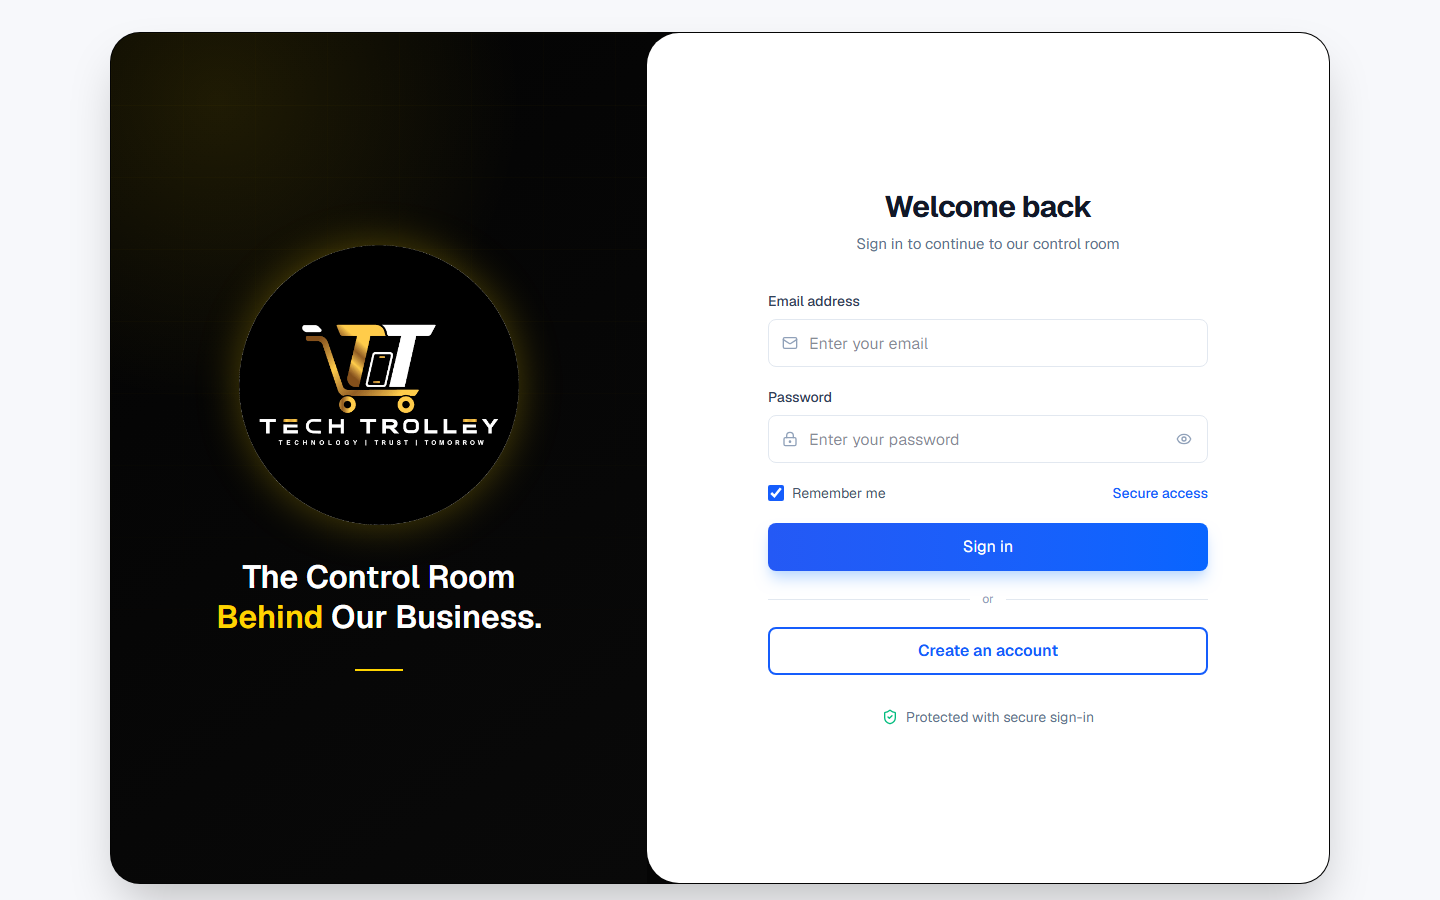 TECH TROLLEY
TECHNOLOGY | TRUST | TOMORROW
The Control Room
Behind Our Business.
Welcome back
Sign in to continue to our control room
Email address
Enter your email
Password
Enter your password
Remember me
Secure access
Sign in
or
Create an account
Protected with secure sign-in